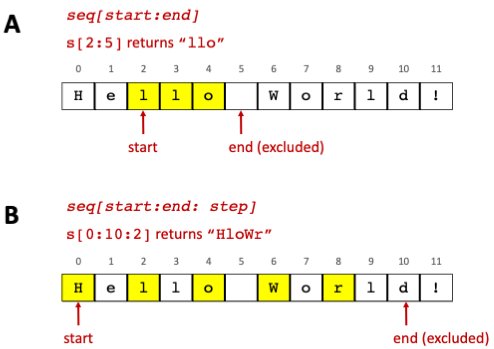 A
seq[start:end]
s[2:5] returns “llo”
0 1 2 3 4 5 6 7 8 9 10 11
H e l l o W o r l d !
start end (excluded)
B
seq[start:end: step]
s[0:10:2] returns “HloWr”
0 1 2 3 4 5 6 7 8 9 10 11
H e l l o W o r l d !
start end (excluded)